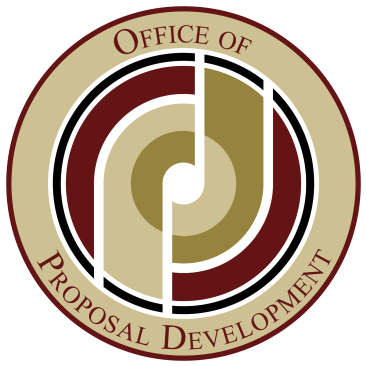 OFFICE OF
PROPOSAL DEVELOPMENT